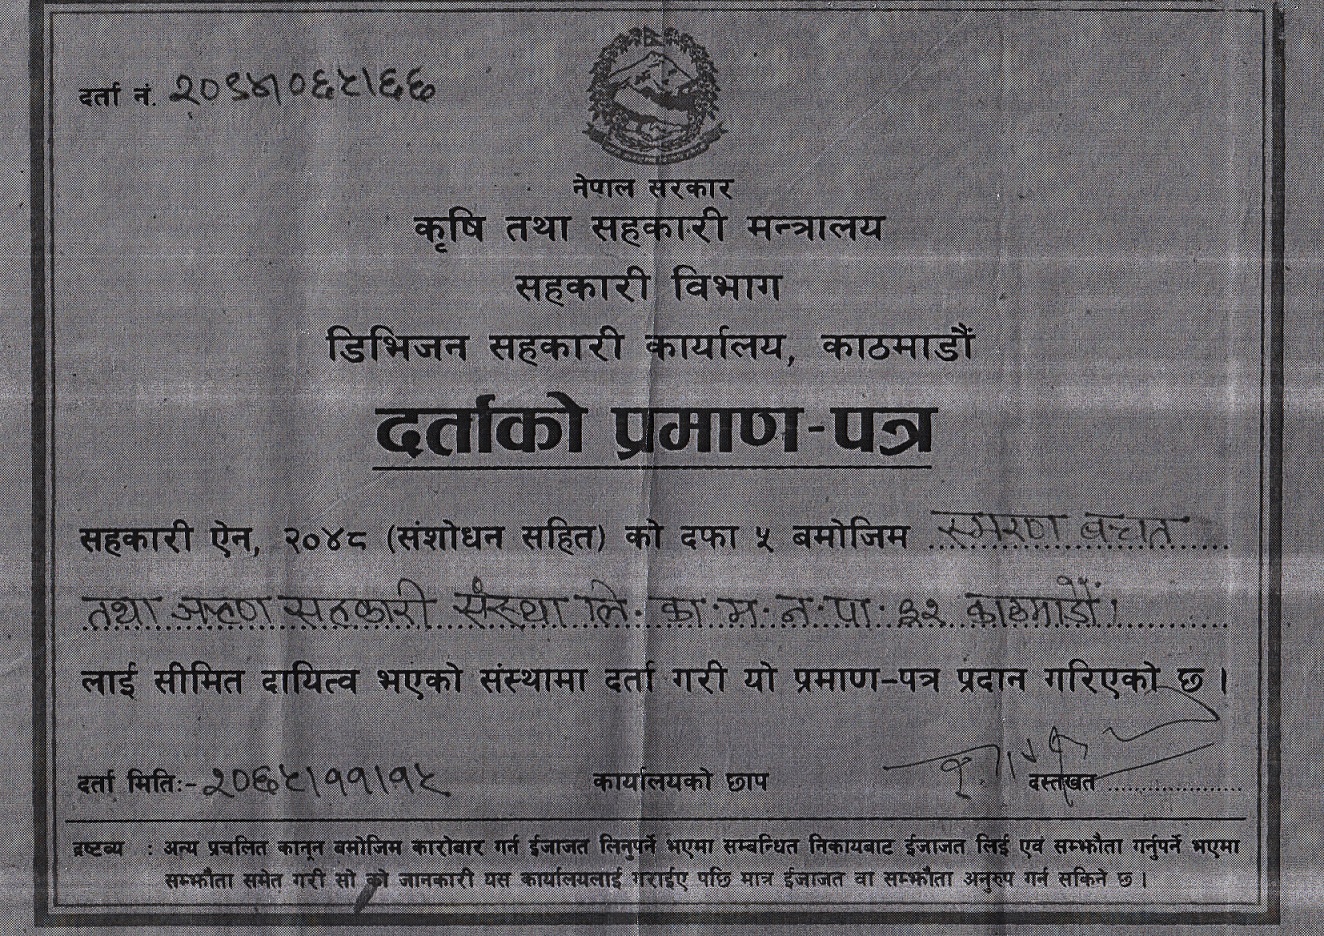 दर्ता नं. २०९४।०६५।६६
नेपाल सरकार
कृषि तथा सहकारी मन्त्रालय
सहकारी विभाग
डिभिजन सहकारी कार्यालय, काठमाडौं
दर्ताको प्रमाण-पत्र
सहकारी ऐन, २०४८ (संशोधन सहित) को दफा ५ बमोजिम स्मरण बचत
तथा ऋण सहकारी संस्था लि. का.म.न.पा. ३२ काठमाडौं।
लाई सीमित दायित्व भएको संस्थामा दर्ता गरी यो प्रमाण-पत्र प्रदान गरिएको छ ।
दर्ता मितिः- २०६५।११।१५ कार्यालयको छाप दस्तखत
द्रष्टव्य : अन्य प्रचलित कानून बमोजिम कारोबार गर्न ईजाजत लिनुपर्ने भएमा सम्बन्धित निकायबाट ईजाजत लिई एवं सम्झौता गर्नुपर्ने भएमा
सम्झौता समेत गरी सो को जानकारी यस कार्यालयलाई गराईए पछि मात्र ईजाजत वा सम्झौता अनुरुप गर्न सकिने छ ।